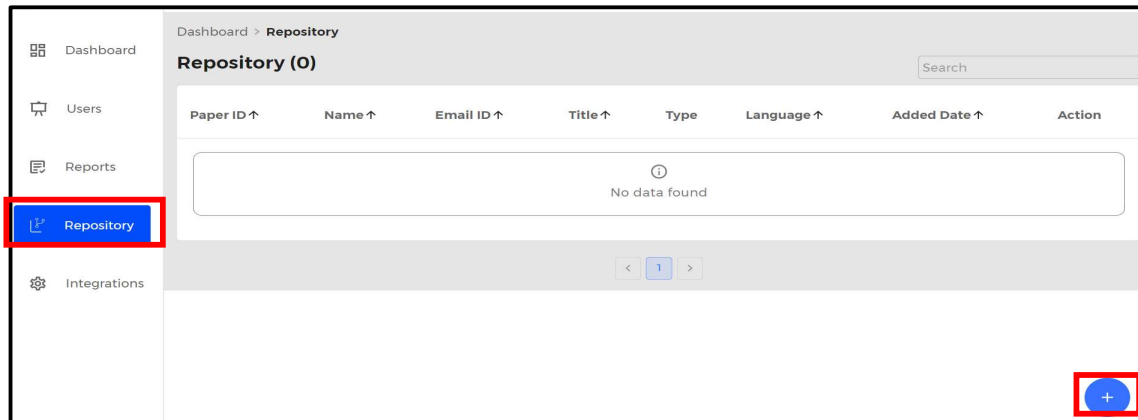 Dashboard
Users
Reports
Repository
Integrations
Dashboard > Repository
Repository (0)
Search
Paper ID↑ Name↑ Email ID↑ Title↑ Type Language↑ Added Date↑ Action
No data found
< 1 >
+